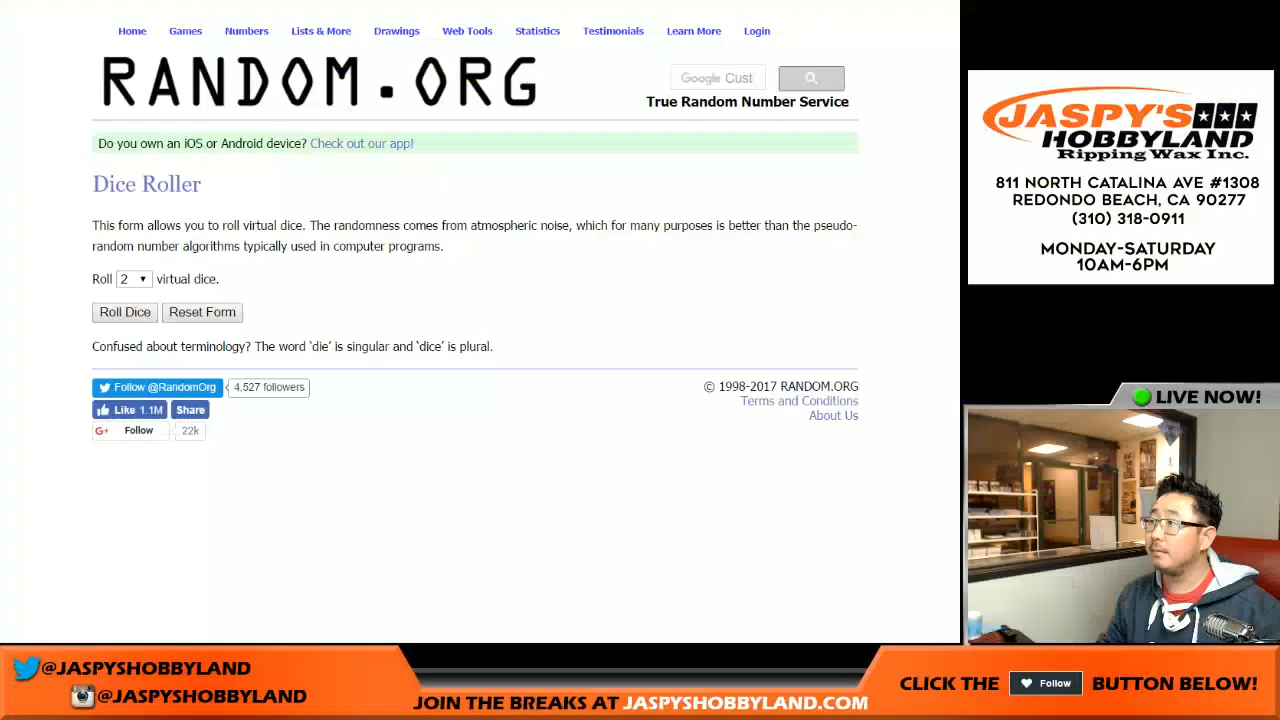 Home Games Numbers Lists & More Drawings Web Tools Statistics Testimonials Learn More Login
RANDOM.ORG
Google Cust
True Random Number Service
Do you own an iOS or Android device? Check out our app!
Dice Roller
This form allows you to roll virtual dice. The randomness comes from atmospheric noise, which for many purposes is better than the pseudo-
random number algorithms typically used in computer programs.
Roll 2 virtual dice.
Roll Dice Reset Form
Confused about terminology? The word ‘die’ is singular and ‘dice’ is plural.
Follow @RandomOrg 4,527 followers
Like 1.1M Share
G+ Follow 22k
© 1998-2017 RANDOM.ORG
Terms and Conditions
About Us
JASPY'S
HOBBYLAND
Ripping Wax Inc.
811 NORTH CATALINA AVE #1308
REDONDO BEACH, CA 90277
(310) 318-0911
MONDAY-SATURDAY
10AM-6PM
LIVE NOW!
@JASPYSHOBBYLAND
@JASPYSHOBBYLAND
JOIN THE BREAKS AT JASPYSHOBBYLAND.COM
CLICK THE Follow BUTTON BELOW!